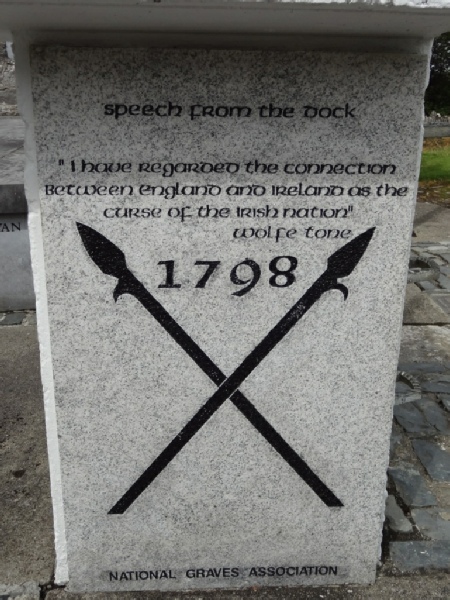 speech from the dock
"I have regarded the connection
between england and ireland as the
curse of the irish nation"
wolfe tone
1798
NATIONAL GRAVES ASSOCIATION